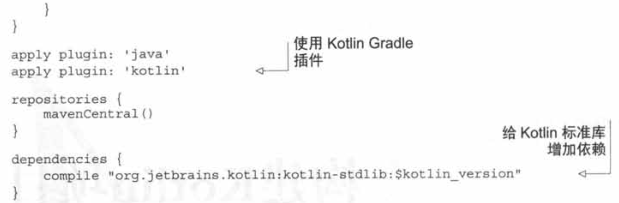 }
}
使用 Kotlin Gradle
插件
apply plugin: 'java'
apply plugin: 'kotlin'
repositories {
    mavenCentral()
}
给 Kotlin 标准库
增加依赖
dependencies {
    compile "org.jetbrains.kotlin:kotlin-stdlib:$kotlin_version"
}